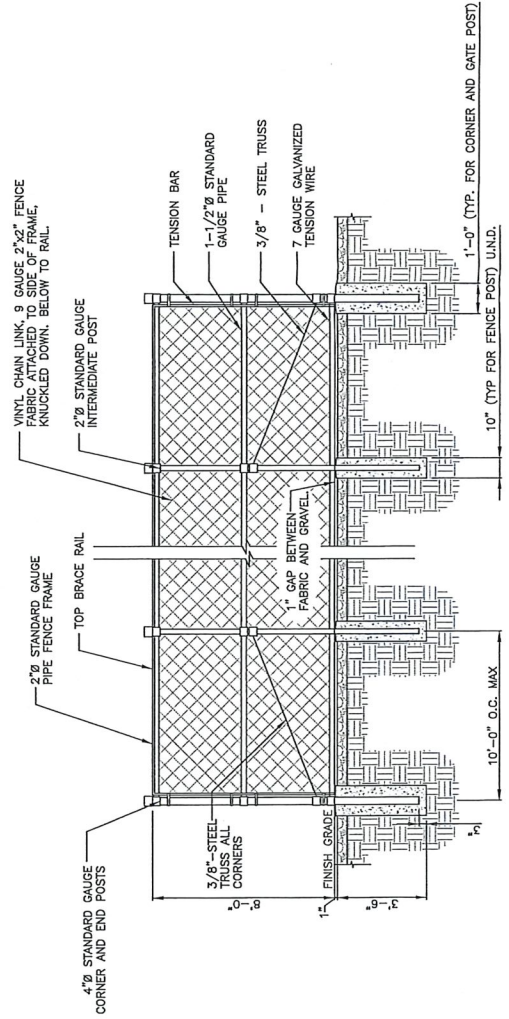 4"Ø STANDARD GAUGE
CORNER AND END POSTS
2"Ø STANDARD GAUGE
PIPE FENCE FRAME
TOP BRACE RAIL
VINYL CHAIN LINK, 9 GAUGE 2"x2" FENCE
FABRIC ATTACHED TO SIDE OF FRAME,
KNUCKLED DOWN. BELOW TO RAIL.
2"Ø STANDARD GAUGE
INTERMEDIATE POST
TENSION BAR
1-1/2"Ø STANDARD
GAUGE PIPE
3/8" - STEEL TRUSS
7 GAUGE GALVANIZED
TENSION WIRE
3/8"-STEEL
TRUSS ALL
CORNERS
1" GAP BETWEEN
FABRIC AND GRAVEL
FINISH GRADE
8'-0"
1"
3'-6"
3"
10'-0" O.C. MAX
10" (TYP FOR FENCE POST) U.N.D.
1'-0" (TYP. FOR CORNER AND GATE POST)